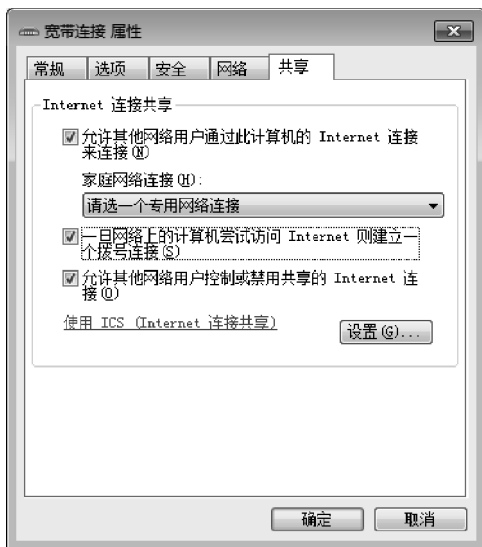 宽带连接 属性
常规 选项 安全 网络 共享
Internet 连接共享
允许其他网络用户通过此计算机的 Internet 连接
来连接(N)
家庭网络连接(H):
请选一个专用网络连接
一旦网络上的计算机尝试访问 Internet 则建立一
个拨号连接(S)
允许其他网络用户控制或禁用共享的 Internet 连
接(O)
使用 ICS (Internet 连接共享)
设置(G)...
确定 取消